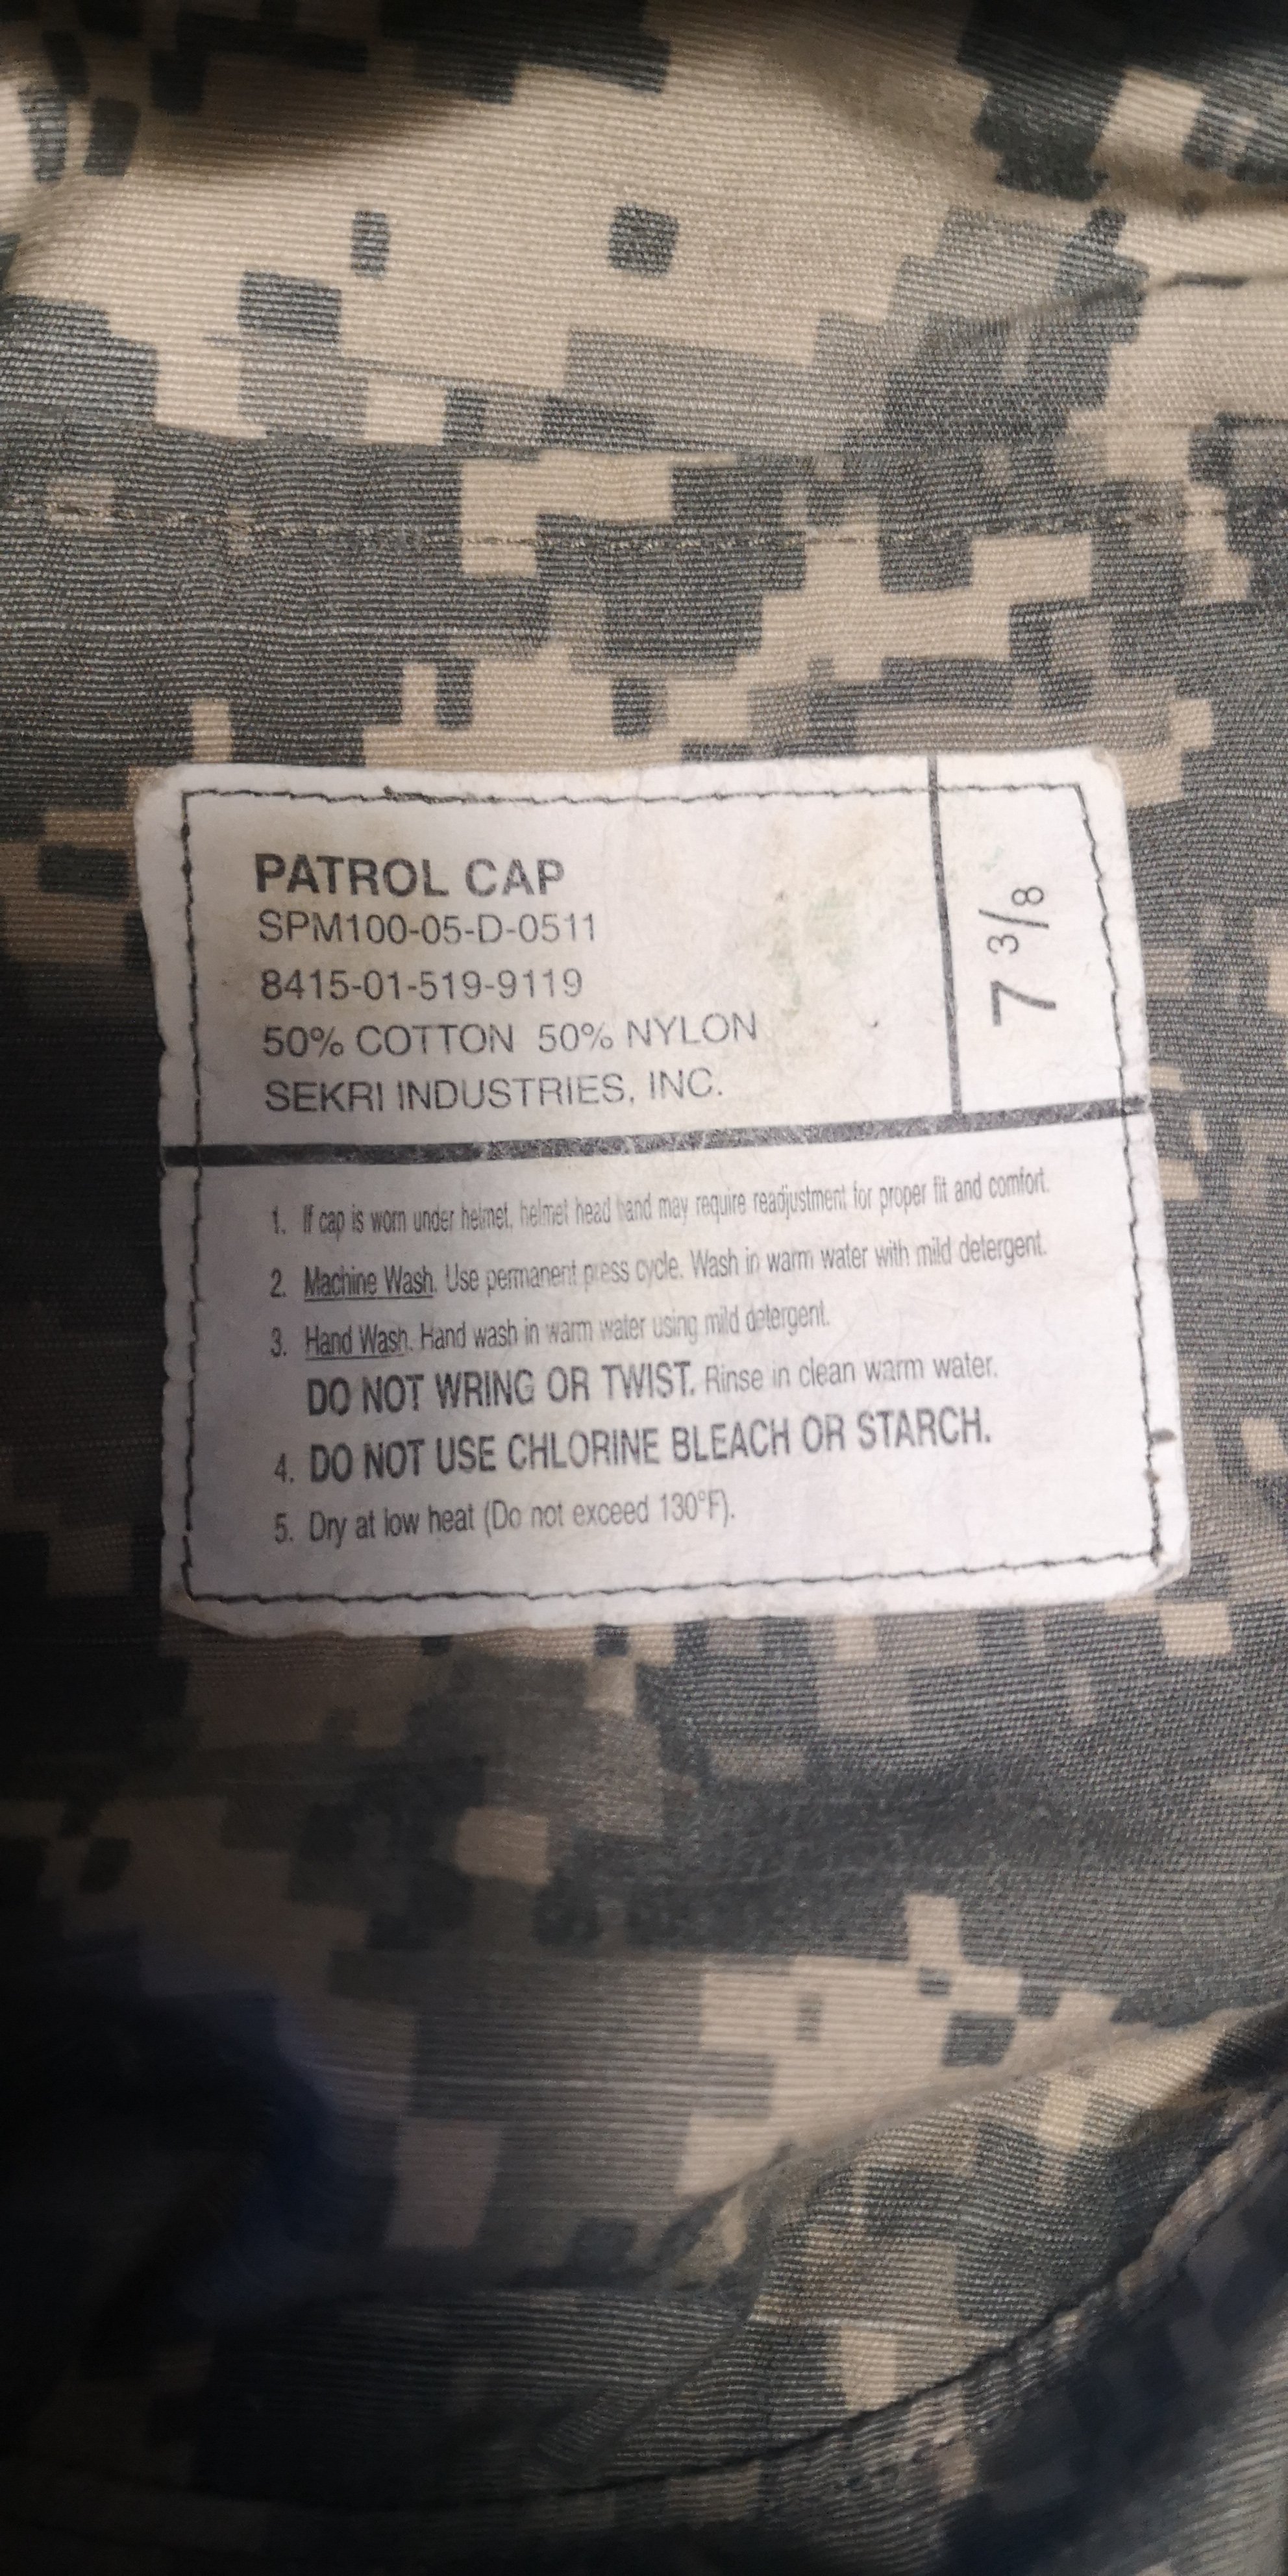 PATROL CAP
SPM100-05-D-0511
8415-01-519-9119
50% COTTON 50% NYLON
SEKRI INDUSTRIES, INC.
7 3/8
1. If cap is worn under helmet, helmet head band may require readjustment for proper fit and comfort.
2. Machine Wash. Use permanent press cycle. Wash in warm water with mild detergent.
3. Hand Wash. Hand wash in warm water using mild detergent.
DO NOT WRING OR TWIST. Rinse in clean warm water.
4. DO NOT USE CHLORINE BLEACH OR STARCH.
5. Dry at low heat (Do not exceed 130°F).